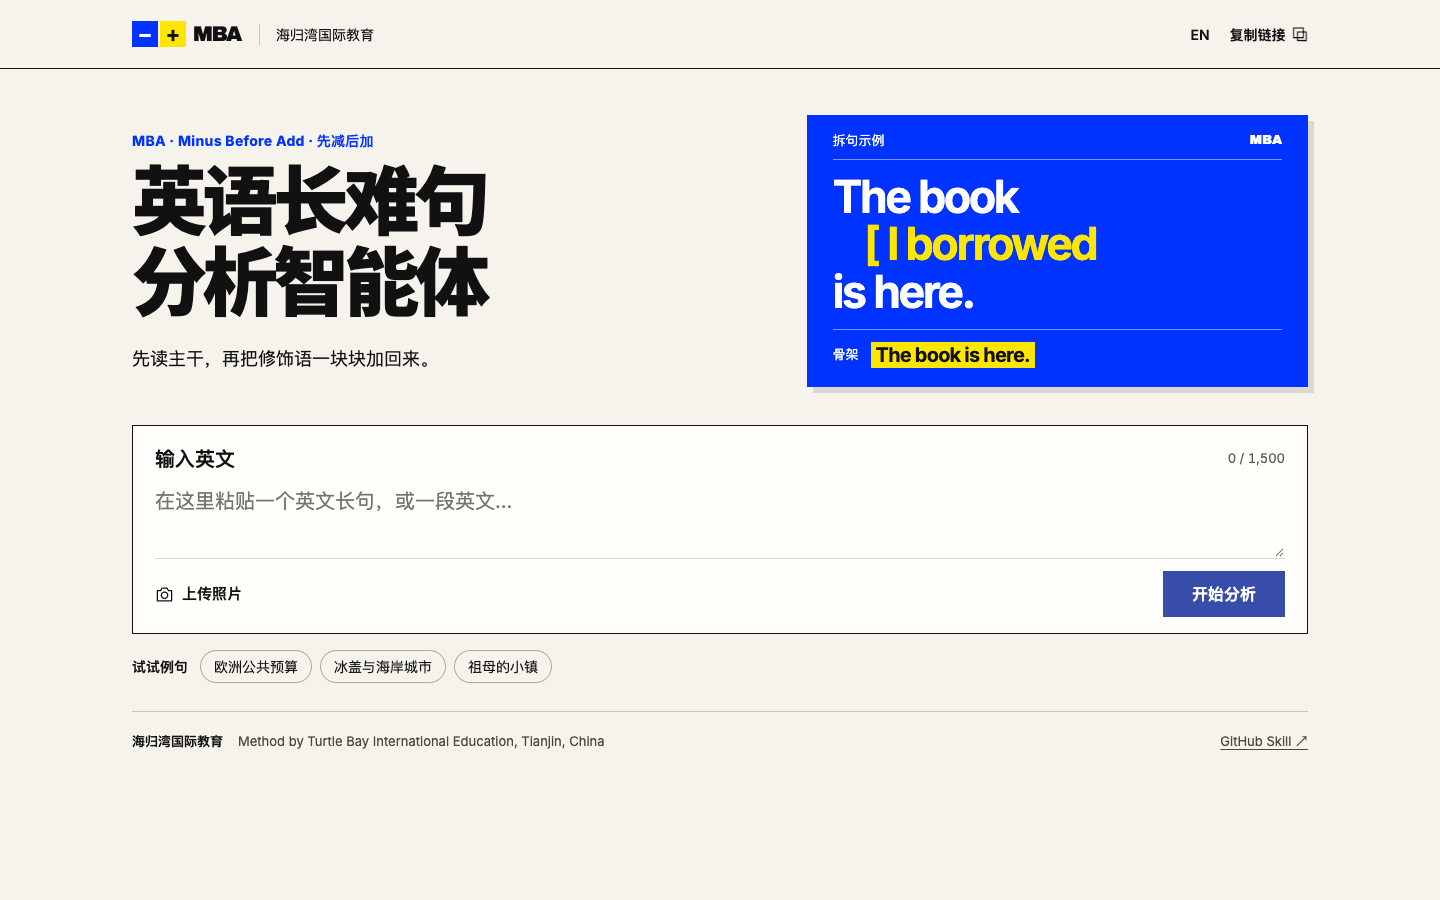 − + MBA 海归湾国际教育
EN 复制链接
MBA · Minus Before Add · 先减后加
英语长难句
分析智能体
先读主干，再把修饰语一块块加回来。
拆句示例 MBA
The book
[ I borrowed
is here.
骨架 The book is here.
输入英文 0 / 1,500
在这里粘贴一个英文长句，或一段英文...
上传照片 开始分析
试试例句 欧洲公共预算 冰盖与海岸城市 祖母的小镇
海归湾国际教育 Method by Turtle Bay International Education, Tianjin, China GitHub Skill ↗